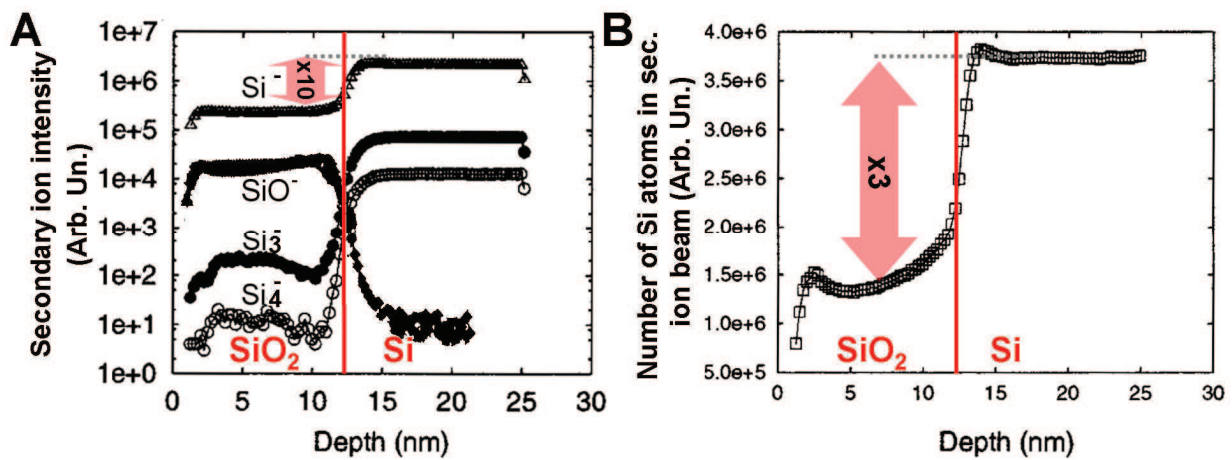 A
Secondary ion intensity
(Arb. Un.)
1e+7
1e+6
1e+5
1e+4
1e+3
1e+2
1e+1
1e+0
Si⁻
x10
SiO⁻
Si₃⁻
Si₄⁻
SiO₂
Si
0
5
10
15
20
25
30
Depth (nm)
B
Number of Si atoms in sec.
ion beam (Arb. Un.)
4.0e+6
3.5e+6
3.0e+6
2.5e+6
2.0e+6
1.5e+6
1.0e+6
5.0e+5
x3
SiO₂
Si
0
5
10
15
20
25
30
Depth (nm)